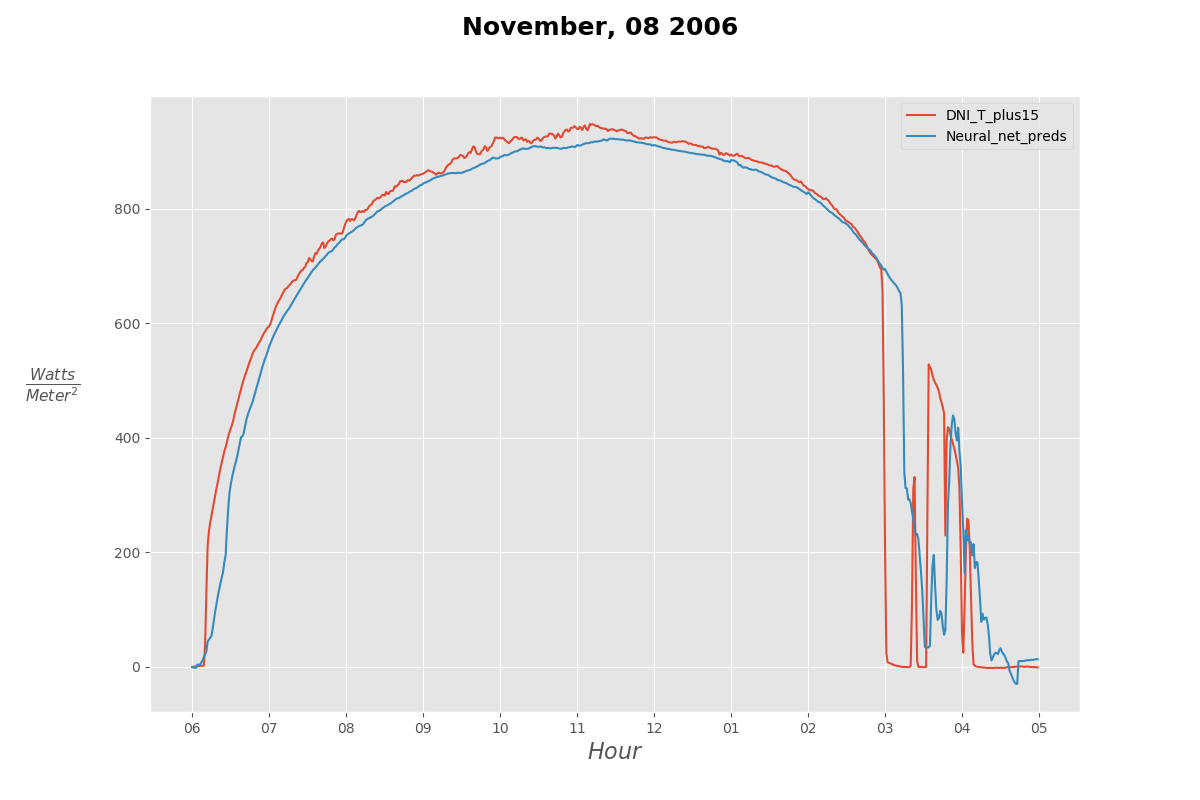 November, 08 2006
DNI_T_plus15
Neural_net_preds
800
600
400
200
0
Watts
Meter²
06 07 08 09 10 11 12 01 02 03 04 05
Hour